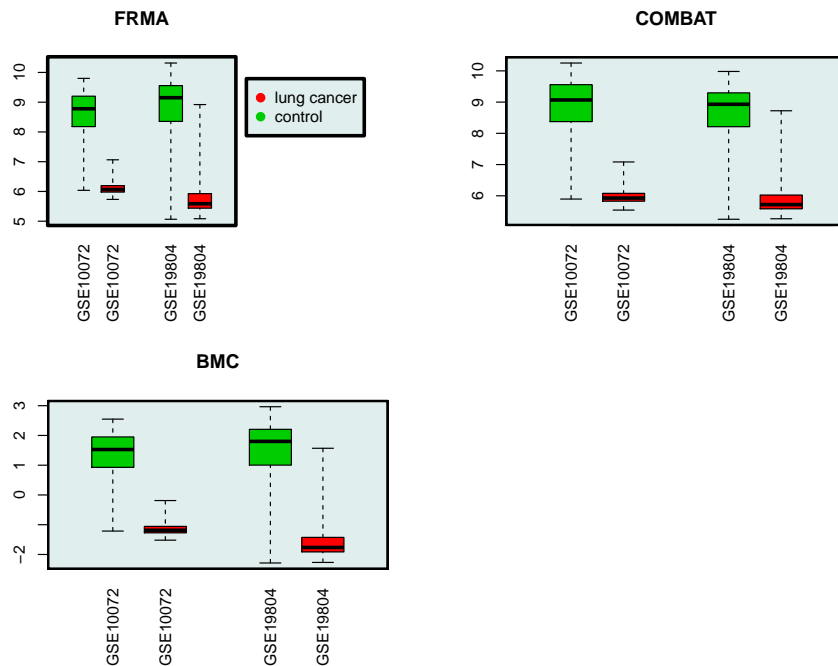 FRMA
10
9
8
7
6
5
lung cancer
control
GSE10072
GSE10072
GSE19804
GSE19804
COMBAT
10
9
8
7
6
GSE10072
GSE10072
GSE19804
GSE19804
BMC
3
2
1
0
−2
GSE10072
GSE10072
GSE19804
GSE19804